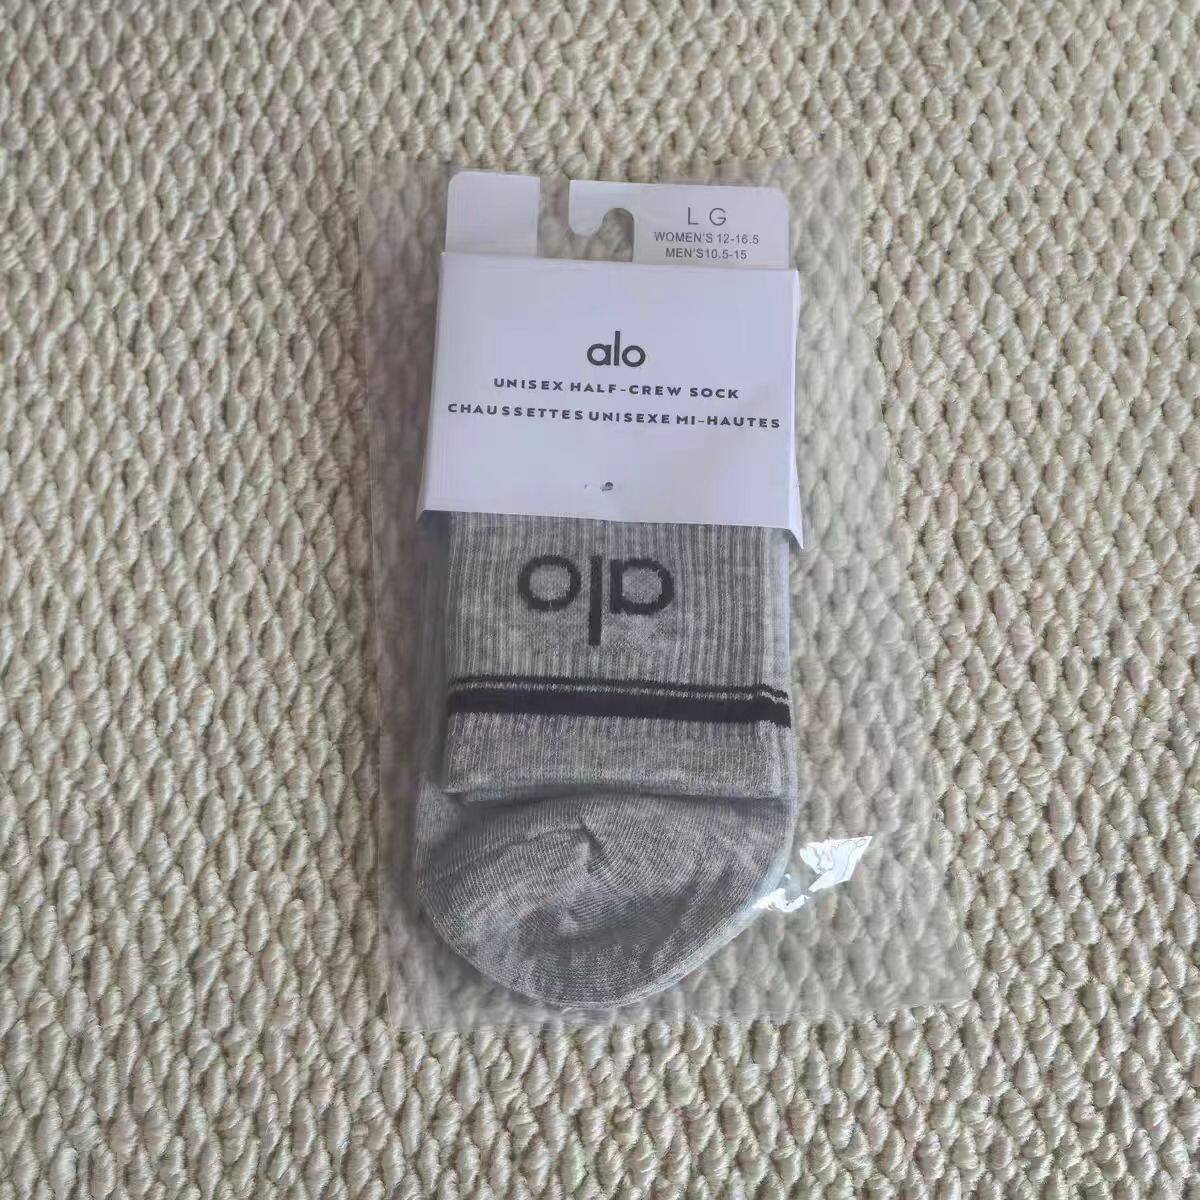 L G
WOMEN'S 12-16.5
MEN'S10.5-15
alo
UNISEX HALF-CREW SOCK
CHAUSSETTES UNISEXE MI-HAUTES
alo